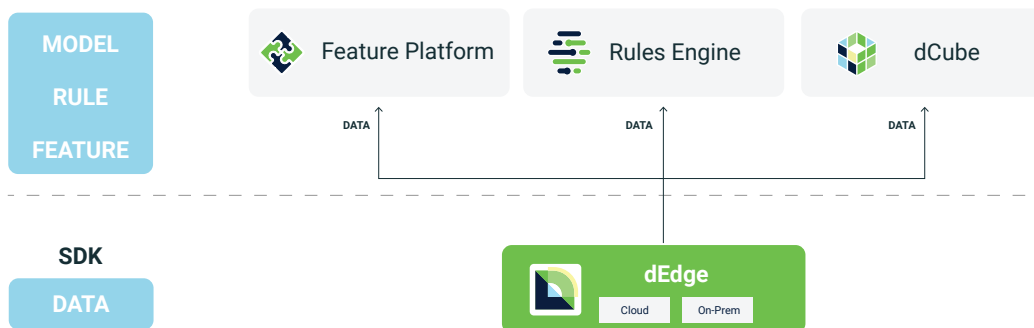 MODEL
RULE
FEATURE
Feature Platform
Rules Engine
dCube
DATA
DATA
DATA
SDK
DATA
dEdge
Cloud
On-Prem